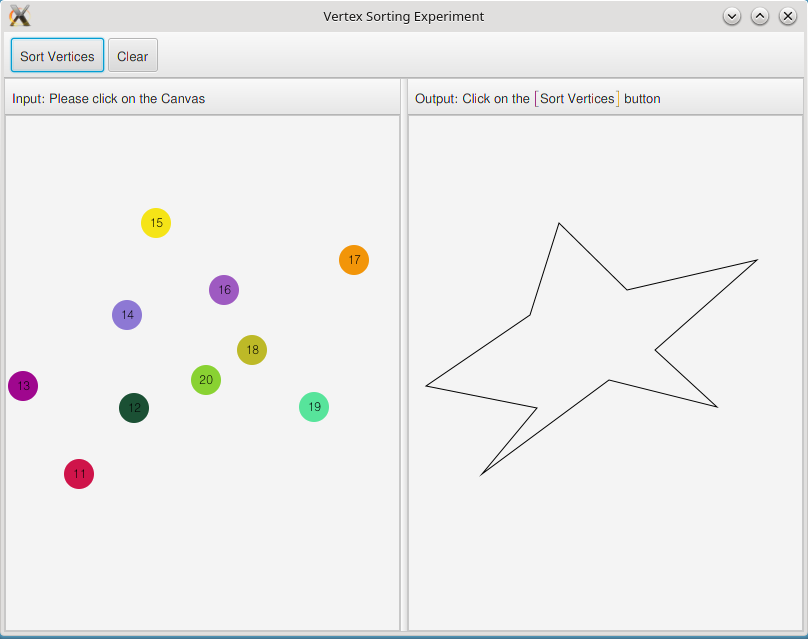 Vertex Sorting Experiment
Sort Vertices Clear
Input: Please click on the Canvas
Output: Click on the [Sort Vertices] button
15
17
16
14
18
20
13
12
19
11